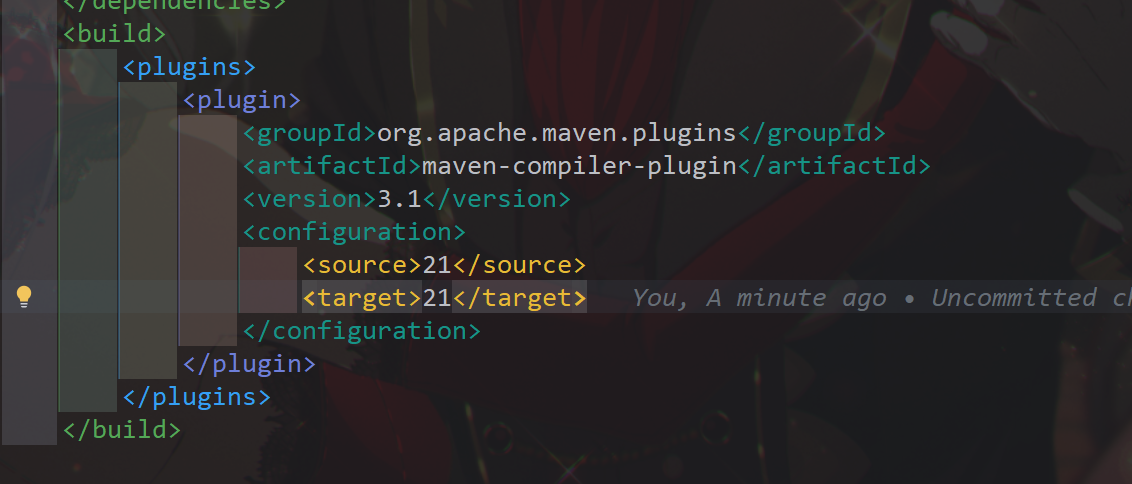 </dependencies>
<build>
<plugins>
<plugin>
<groupId>org.apache.maven.plugins</groupId>
<artifactId>maven-compiler-plugin</artifactId>
<version>3.1</version>
<configuration>
<source>21</source>
<target>21</target> You, A minute ago • Uncommitted
</configuration>
</plugin>
</plugins>
</build>